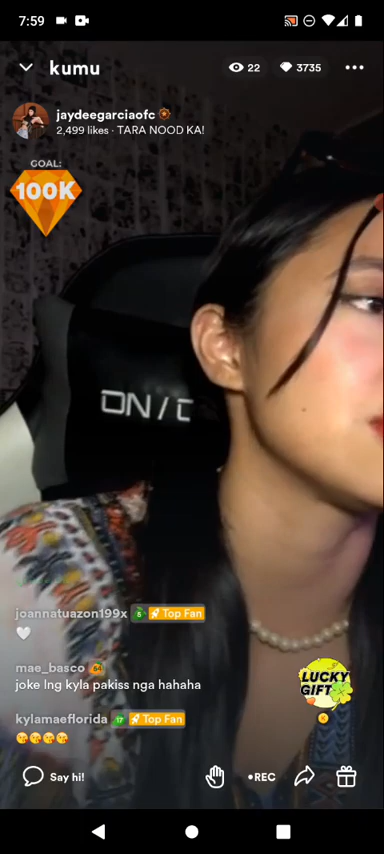 7:59
kumu
22
3735
jaydeegarciaofc
2,499 likes · TARA NOOD KA!
GOAL:
100K
joannatuazon199x Top Fan
mae_basco
joke lng kyla pakiss nga hahaha
LUCKY
GIFT
kylamaeflorida Top Fan
Say hi!
•REC